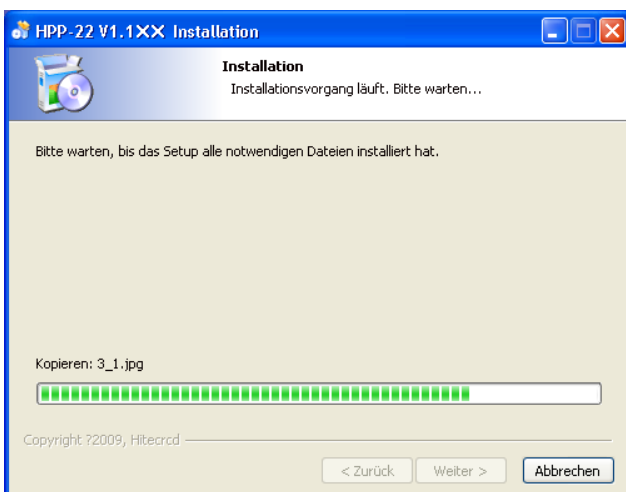 HPP-22 V1.1XX Installation
Installation
Installationsvorgang läuft. Bitte warten...
Bitte warten, bis das Setup alle notwendigen Dateien installiert hat.
Kopieren: 3_1.jpg
Copyright ?2009, Hitecrcd
< Zurück Weiter > Abbrechen